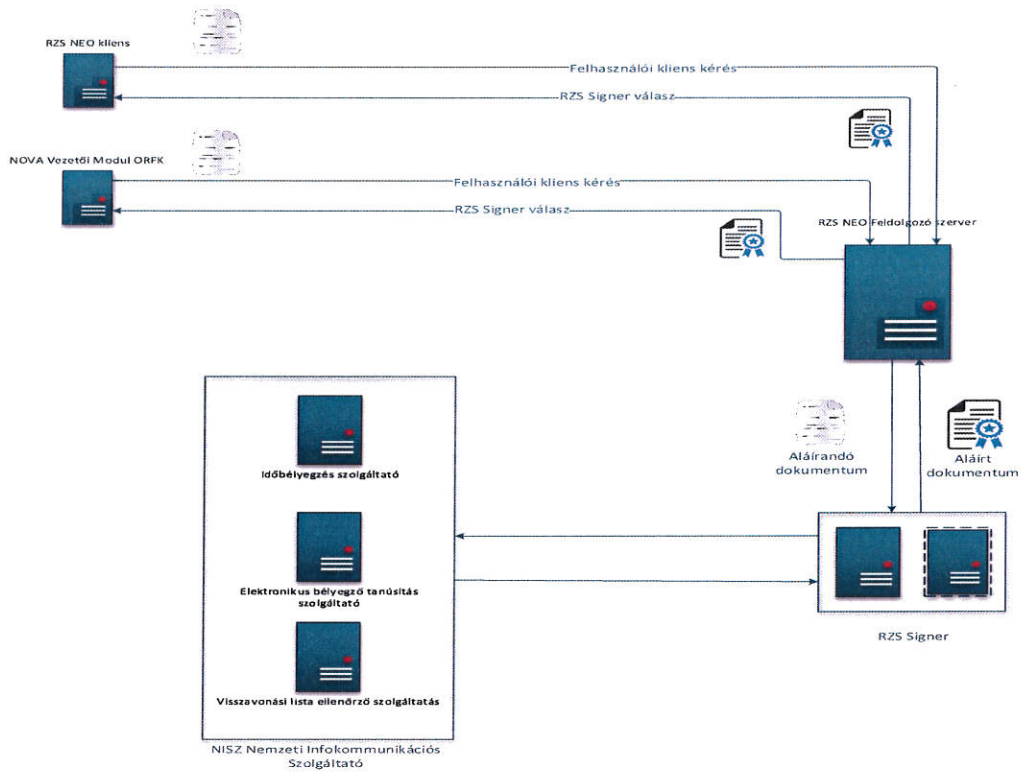 RZS NEO kliens
Felhasználói kliens kérés
RZS Signer válasz
NOVA Vezetői Modul ORFK
Felhasználói kliens kérés
RZS Signer válasz
RZS NEO Feldolgozó szerver
Időbélyegzés szolgáltató
Elektronikus bélyegző tanúsítás
szolgáltató
Visszavonási lista ellenőrző szolgáltatás
NISZ Nemzeti Infokommunikációs
Szolgáltató
Aláírandó
dokumentum
Aláírt
dokumentum
RZS Signer